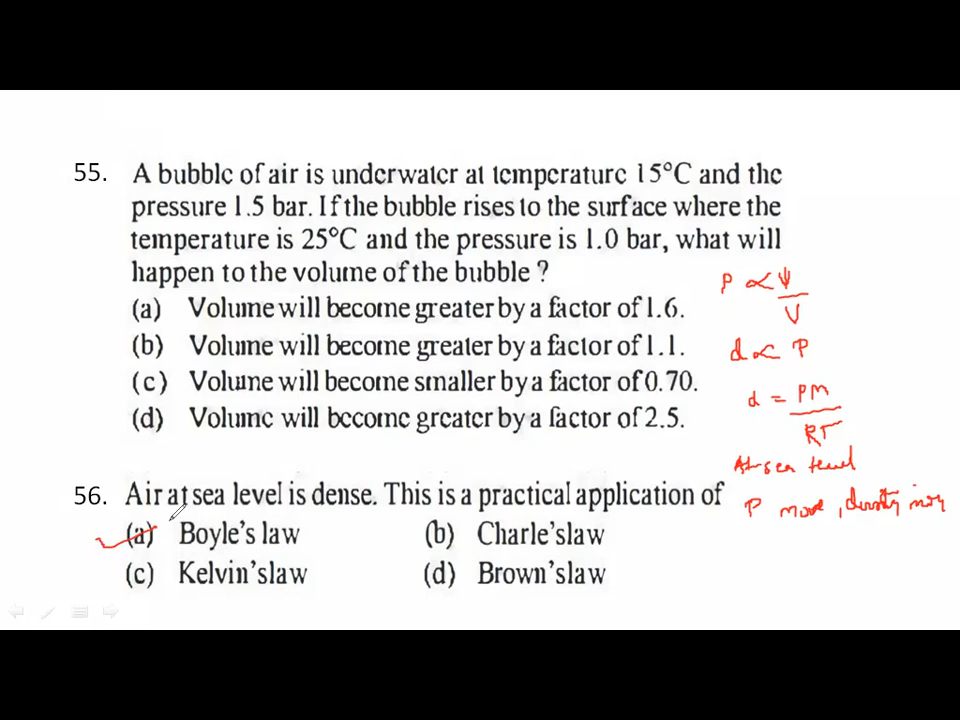 55. A bubble of air is underwater at temperature 15°C and the
pressure 1.5 bar. If the bubble rises to the surface where the
temperature is 25°C and the pressure is 1.0 bar, what will
happen to the volume of the bubble ?
(a) Volume will become greater by a factor of 1.6.
(b) Volume will become greater by a factor of 1.1.
(c) Volume will become smaller by a factor of 0.70.
(d) Volume will become greater by a factor of 2.5.
P ∝
V
d ∝ P
d = PM
RT
At sea level
P more, density
56. Air at sea level is dense. This is a practical application of
(a) Boyle's law (b) Charle'slaw
(c) Kelvin'slaw (d) Brown'slaw